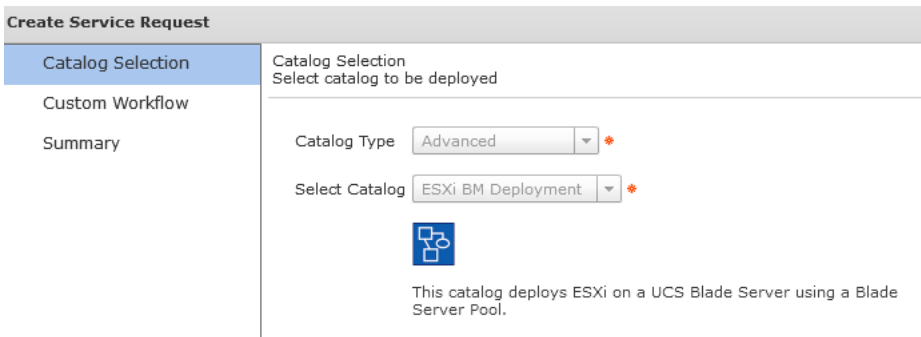 Create Service Request
Catalog Selection
Custom Workflow
Summary
Catalog Selection
Select catalog to be deployed
Catalog Type Advanced *
Select Catalog ESXi BM Deployment *
This catalog deploys ESXi on a UCS Blade Server using a Blade
Server Pool.